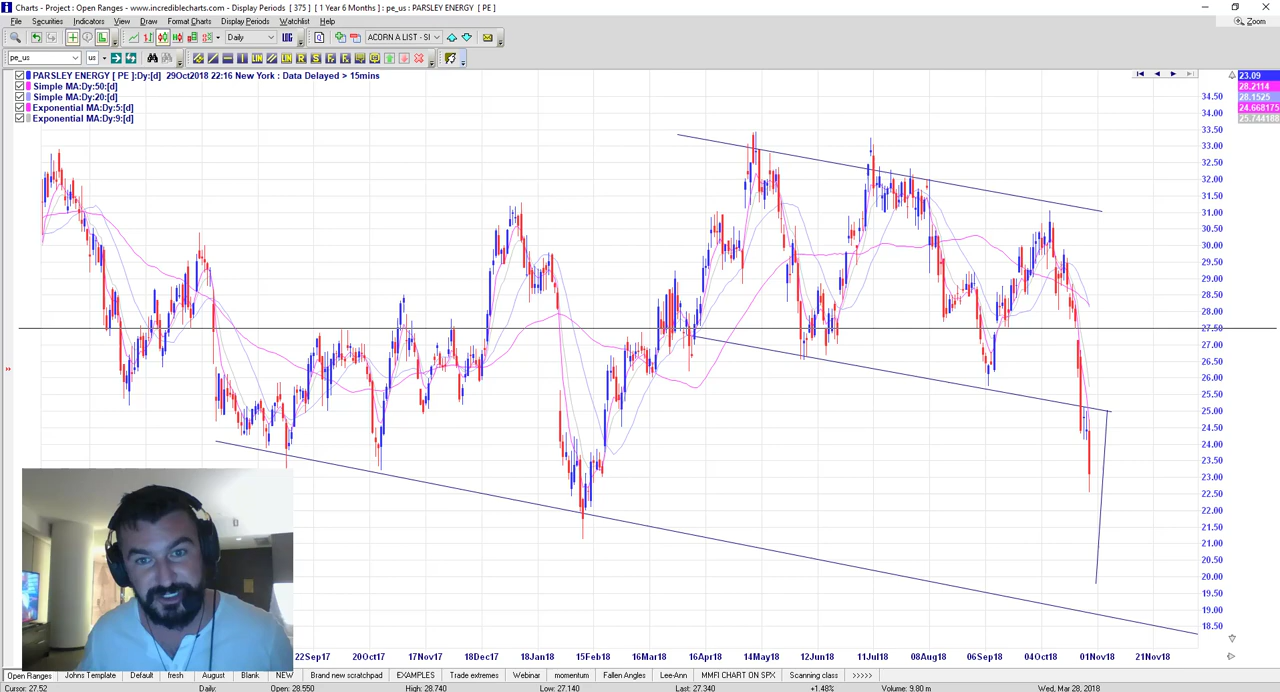 Charts - Project : Open Ranges - www.incrediblecharts.com - Display Periods [ 375 ] [ 1 Year 6 Months ] : pe_us : PARSLEY ENERGY [ PE ]
File Securities Indicators View Draw Format Charts Display Periods Watchlist Help
Zoom
Daily ACORN A LIST - SI
pe_us us
PARSLEY ENERGY [ PE ]:Dy:[d] 29Oct2018 22:16 New York : Data Delayed > 15mins
Simple MA:Dy:50:[d]
Simple MA:Dy:20:[d]
Exponential MA:Dy:5:[d]
Exponential MA:Dy:9:[d]
23.09
28.2114
28.1525
24.668175
25.744188
34.50
34.00
33.50
33.00
32.50
32.00
31.50
31.00
30.50
30.00
29.50
29.00
28.50
28.00
27.50
27.00
26.50
26.00
25.50
25.00
24.50
24.00
23.50
23.00
22.50
22.00
21.50
21.00
20.50
20.00
19.50
19.00
18.50
22Sep17 20Oct17 17Nov17 18Dec17 18Jan18 15Feb18 16Mar18 16Apr18 14May18 12Jun18 11Jul18 08Aug18 06Sep18 04Oct18 01Nov18 21Nov18
Open Ranges Johns Template Default fresh August Blank NEW Brand new scratchpad EXAMPLES Trade extremes Webinar momentum Fallen Angles Lee-Ann MMFI CHART ON SPX Scanning class >>>>>
Cursor: 27.52 Daily: Open: 28.550 High: 28.740 Low: 27.140 Last: 27.340 +1.48% Volume: 9.80 m Wed, Mar 28, 2018